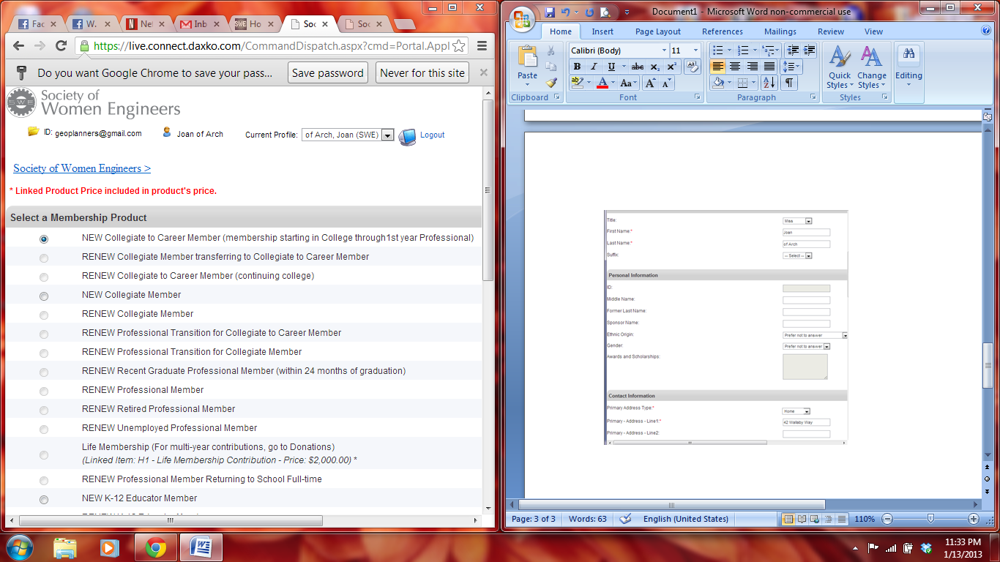 Fac
W.
Net
Inb
Ho
Soc
Soc
https://live.connect.daxko.com/CommandDispatch.aspx?cmd=Portal.Appl
Do you want Google Chrome to save your pass...
Save password
Never for this site
SWE
Society of
Women Engineers
ID: geoplanners@gmail.com
Joan of Arch
Current Profile:
of Arch, Joan (SWE)
Logout
Society of Women Engineers >
* Linked Product Price included in product's price.
Select a Membership Product
NEW Collegiate to Career Member (membership starting in College through1st year Professional)
RENEW Collegiate Member transferring to Collegiate to Career Member
RENEW Collegiate to Career Member (continuing college)
NEW Collegiate Member
RENEW Collegiate Member
RENEW Professional Transition for Collegiate to Career Member
RENEW Professional Transition for Collegiate Member
RENEW Recent Graduate Professional Member (within 24 months of graduation)
RENEW Professional Member
RENEW Retired Professional Member
RENEW Unemployed Professional Member
Life Membership (For multi-year contributions, go to Donations)
(Linked Item: H1 - Life Membership Contribution - Price: $2,000.00) *
RENEW Professional Member Returning to School Full-time
NEW K-12 Educator Member
Document1 - Microsoft Word non-commercial use
Home Insert Page Layout References Mailings Review View
Paste
Clipboard
Calibri (Body) 11
B I U abc x₂ x²
ab A Aa A A
Font
Paragraph
Quick Styles
Change Styles
Styles
Editing
Title: Miss
First Name:* Joan
Last Name:* of Arch
Suffix: -- Select --
Personal Information
ID:
Middle Name:
Former Last Name:
Sponsor Name:
Ethnic Origin: Prefer not to answer
Gender: Prefer not to answer
Awards and Scholarships:
Contact Information
Primary Address Type:* Home
Primary - Address - Line1:* 42 Wallaby Way
Primary - Address - Line2:
Page: 3 of 3 Words: 63 English (United States) 110%
11:33 PM
1/13/2013